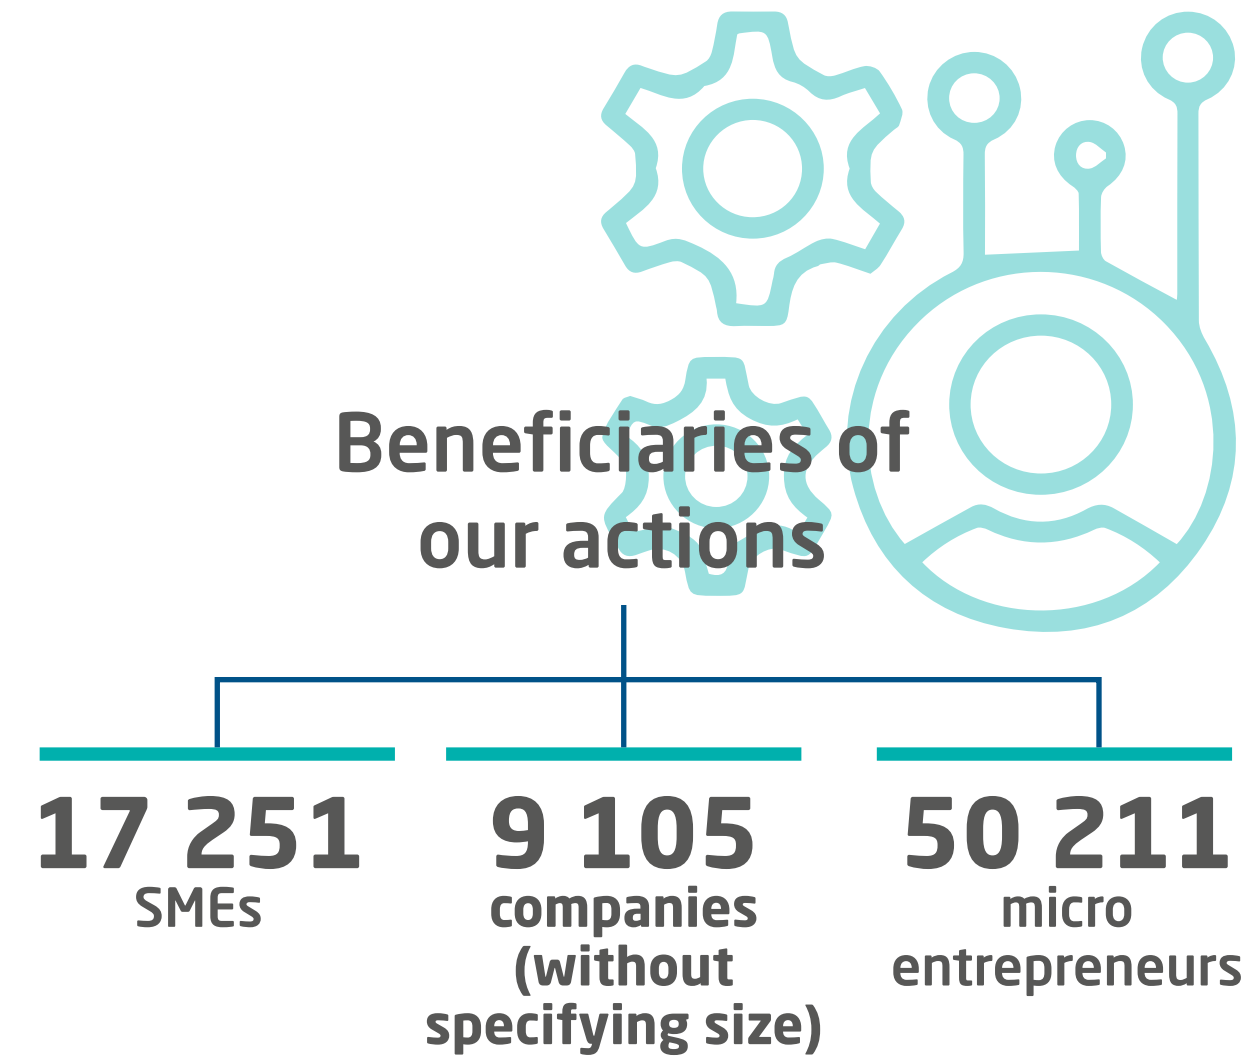 Beneficiaries of
our actions
17 251
SMEs
9 105
companies
(without
specifying size)
50 211
micro
entrepreneurs